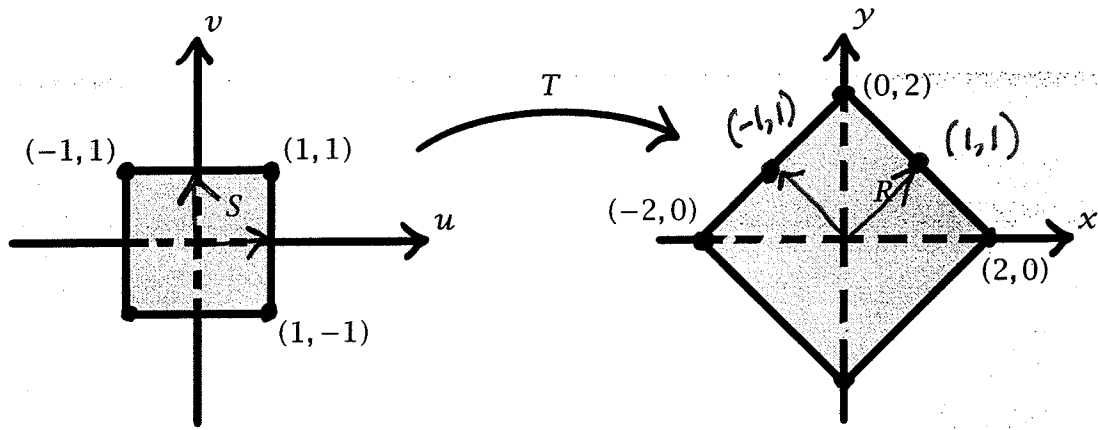 v
y
T
(0, 2)
(-1,1)
(1,1)
(-1, 1)
(1, 1)
S
R
(-2, 0)
u
x
(2, 0)
(1, -1)